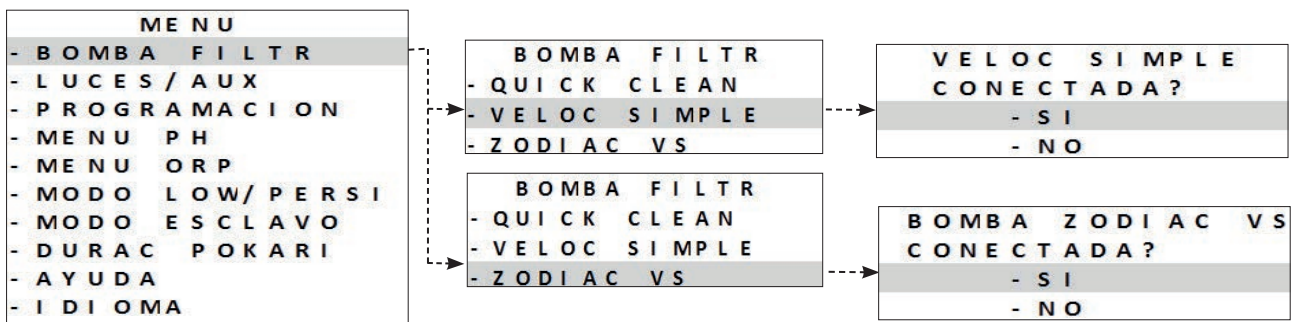 MENU
- BOMBA FILTR
- LUCES/AUX
- PROGRAMACION
- MENU PH
- MENU ORP
- MODO LOW/PERSI
- MODO ESCLAVO
- DURAC POKARI
- AYUDA
- IDIOMA
BOMBA FILTR
- QUICK CLEAN
- VELOC SIMPLE
- ZODIAC VS
VELOC SIMPLE
CONECTADA?
- SI
- NO
BOMBA FILTR
- QUICK CLEAN
- VELOC SIMPLE
- ZODIAC VS
BOMBA ZODIAC VS
CONECTADA?
- SI
- NO